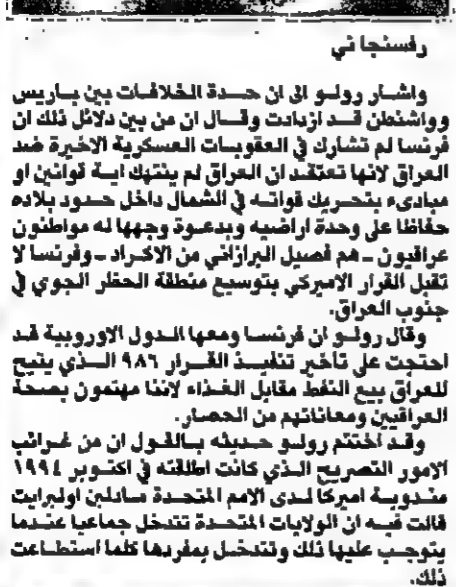 رفسنجاني
واشار رولو الى ان حدة الخلافات بين باريس
وواشنطن قد ازدادت وقال ان من بين دلائل ذلك ان
فرنسا لم تشارك في العقوبات العسكرية الاخيرة ضد
العراق لانها تعتقد ان العراق لم ينتهك اية قوانين او
مبادىء بتحريك قواته في الشمال داخل حدود بلاده
حفاظا على وحدة اراضيه وبدعوة وجهها له مواطنون
عراقيون ـ هم فصيل البرازاني من الاكراد ـ وفرنسا لا
تقبل القرار الاميركي بتوسيع منطقة الحظر الجوي في
جنوب العراق.
وقال رولو ان فرنسا ومعها الدول الاوروبية قد
احتجت على تأخير تنفيذ القرار ٩٨٦ الذي يتيح
للعراق بيع النفط مقابل الغذاء لاننا مهتمون بصحة
العراقيين ومعاناتهم من الحصار.
وقد اختتم رولو حديثه بالقول ان من غرائب
الامور التصريح الذي كانت اطلقته في اكتوبر ١٩٩٤
مندوبة اميركا لدى الامم المتحدة مادلين اولبرايت
قالت فيه ان الولايات المتحدة تتدخل جماعيا عندما
يتوجب عليها ذلك وتتدخل بمفردها كلما استطاعت
ذلك.